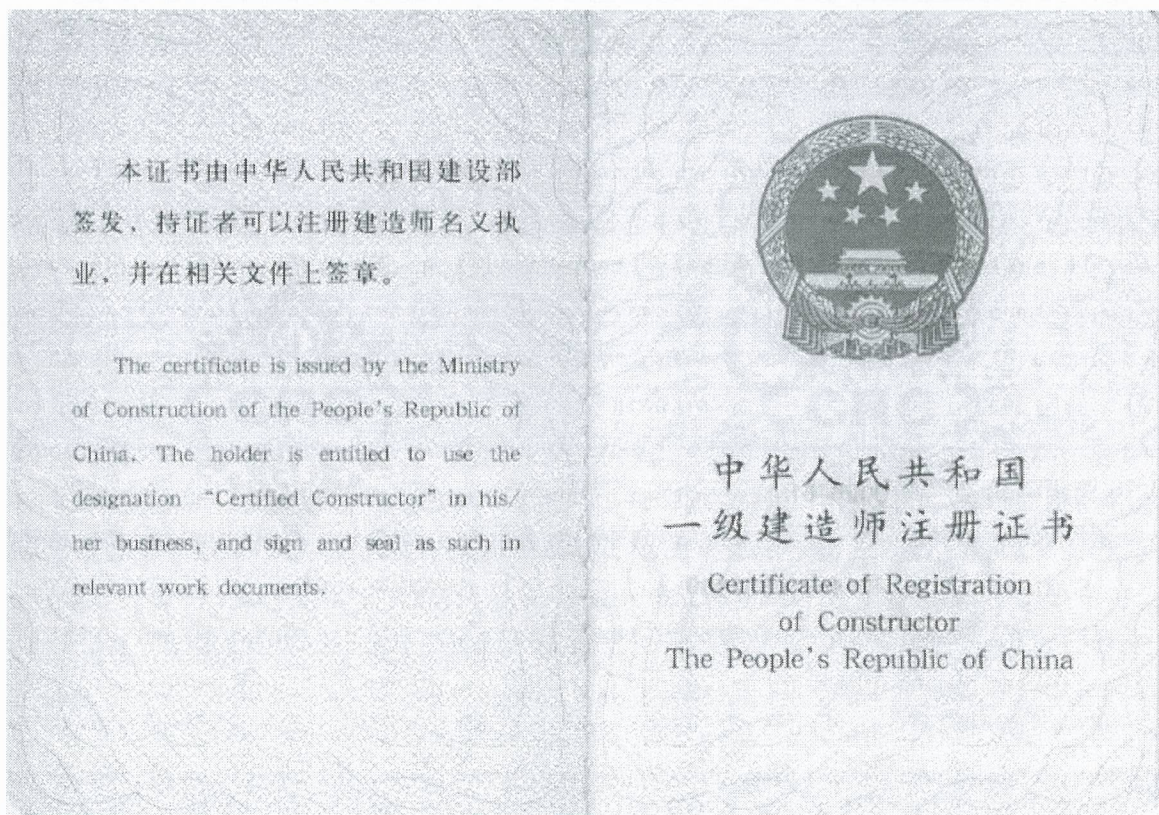 本证书由中华人民共和国建设部
签发，持证者可以注册建造师名义执
业，并在相关文件上签章。
The certificate is issued by the Ministry
of Construction of the People's Republic of
China. The holder is entitled to use the
designation “Certified Constructor” in his/
her business, and sign and seal as such in
relevant work documents.
中华人民共和国
一级建造师注册证书
Certificate of Registration
of Constructor
The People's Republic of China